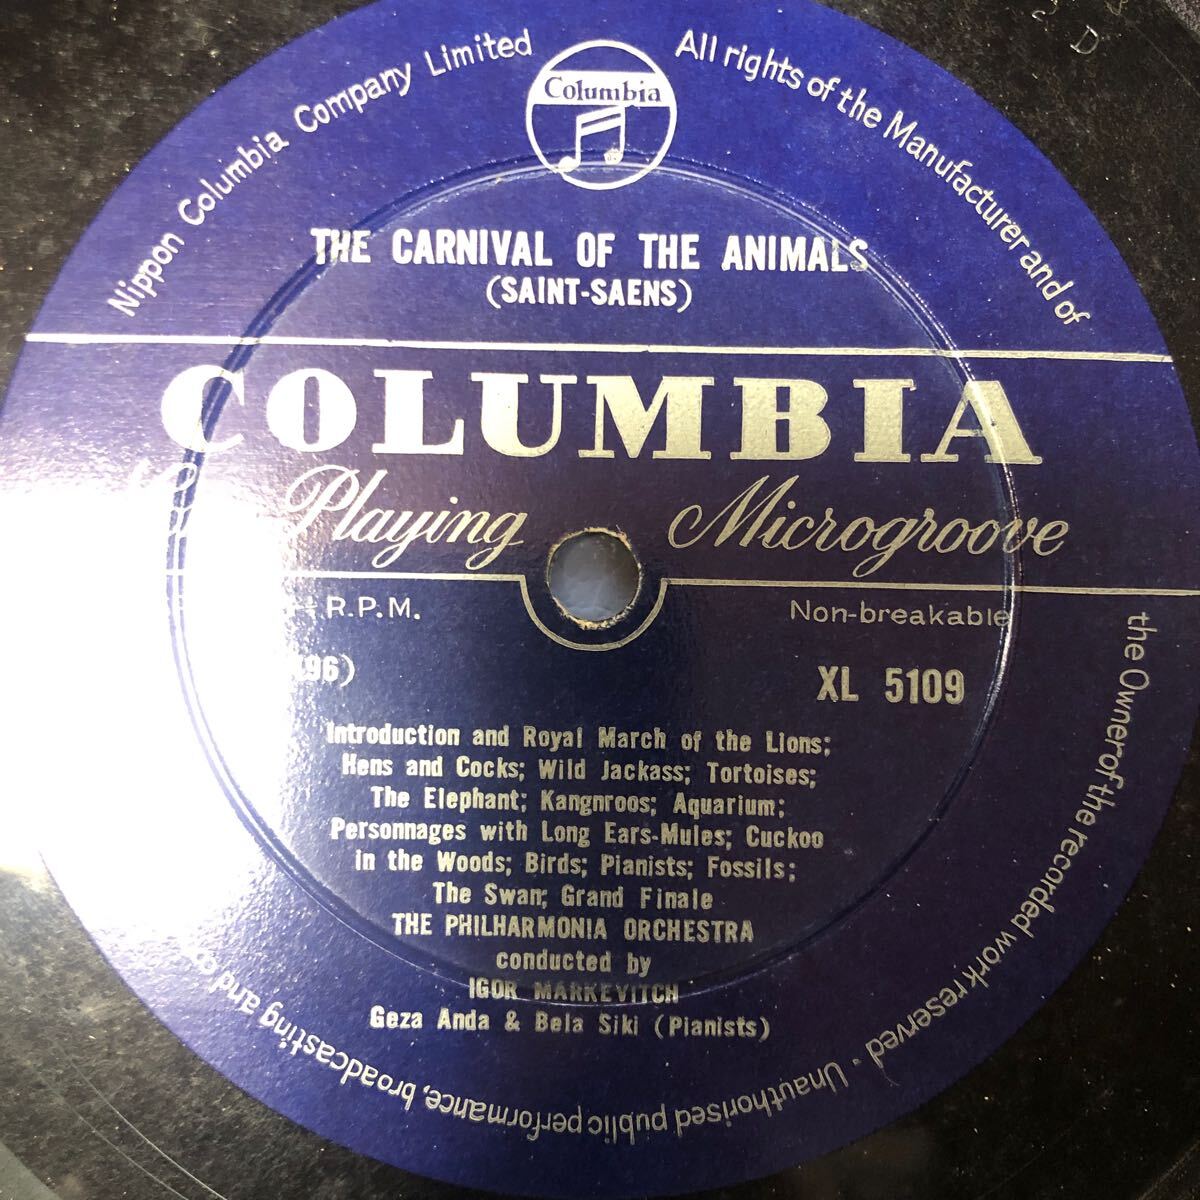 Nippon Columbia Company Limited
Columbia
All rights of the Manufacturer and of
the Owner of the recorded work reserved - Unauthorised public performance, broadcasting and
THE CARNIVAL OF THE ANIMALS
(SAINT-SAENS)
COLUMBIA
Playing Microgroove
R.P.M.
Non-breakable
96)
XL 5109
Introduction and Royal March of the Lions;
Hens and Cocks; Wild Jackass; Tortoises;
The Elephant; Kangnroos; Aquarium;
Personnages with Long Ears-Mules; Cuckoo
in the Woods; Birds; Pianists; Fossils;
The Swan; Grand Finale
THE PHILHARMONIA ORCHESTRA
conducted by
IGOR MARKEVITCH
Geza Anda & Bela Siki (Pianists)
D